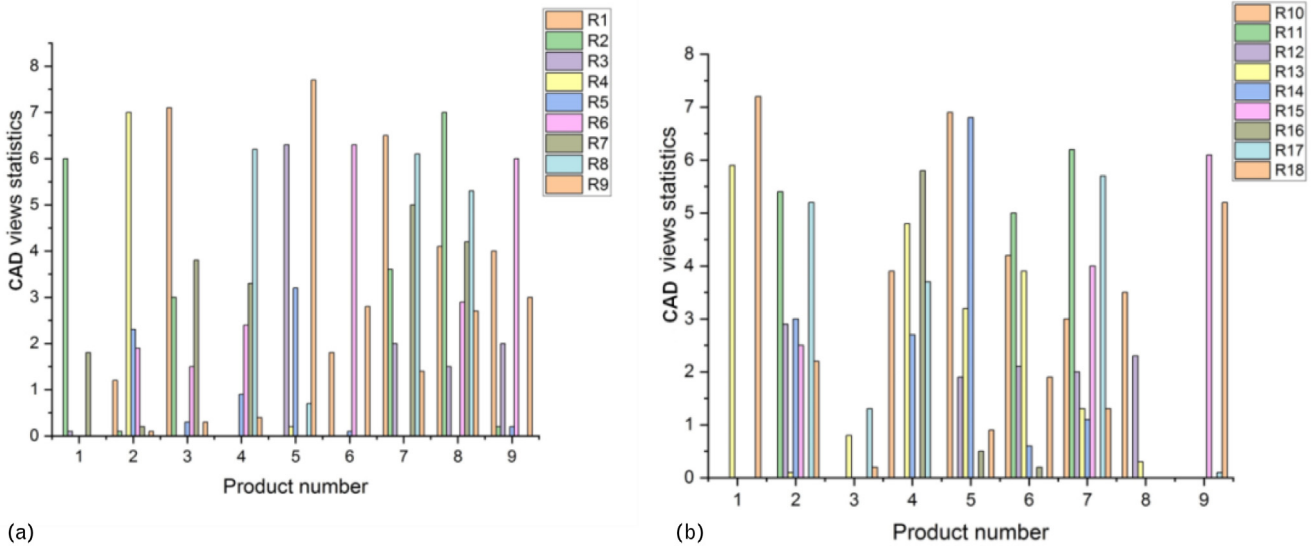 R1
R2
R3
R4
R5
R6
R7
R8
R9
8
7
6
5
4
3
2
1
0
CAD views statistics
1 2 3 4 5 6 7 8 9
Product number
(a)
R10
R11
R12
R13
R14
R15
R16
R17
R18
8
7
6
5
4
3
2
1
0
CAD views statistics
1 2 3 4 5 6 7 8 9
Product number
(b)